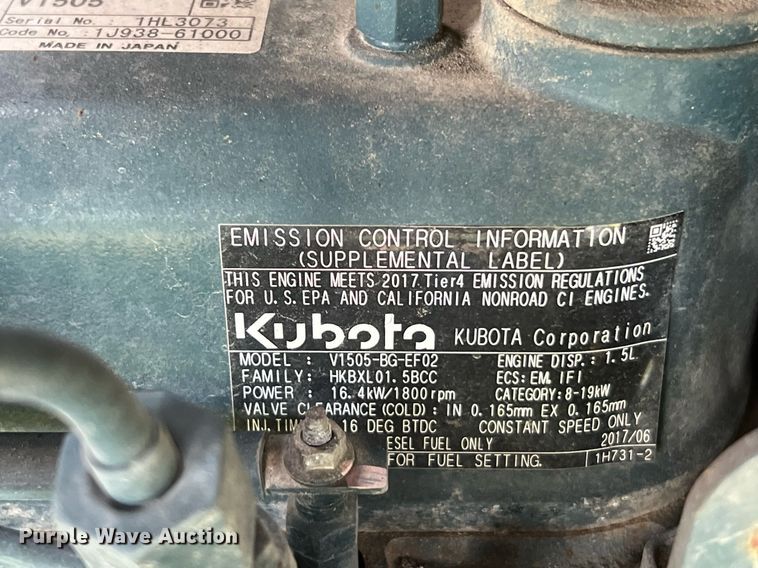 V1505
Serial No. 1HL3073
Code No. 1J938-61000
MADE IN JAPAN
EMISSION CONTROL INFORMATION
(SUPPLEMENTAL LABEL)
THIS ENGINE MEETS 2017 Tier4 EMISSION REGULATIONS
FOR U.S. EPA AND CALIFORNIA NONROAD CI ENGINES.
Kubota KUBOTA Corporation
MODEL : V1505-BG-EF02 ENGINE DISP.: 1.5L
FAMILY: HKBXL01.5BCC ECS: EM, IFI
POWER : 16.4kW/1800rpm CATEGORY: 8-19kW
VALVE CLEARANCE(COLD): IN 0.165mm EX 0.165mm
INJ. 16 DEG BTDC CONSTANT SPEED ONLY
FUEL ONLY 2017/06
FOR FUEL SETTING. 1H731-2
Purple Wave Auction